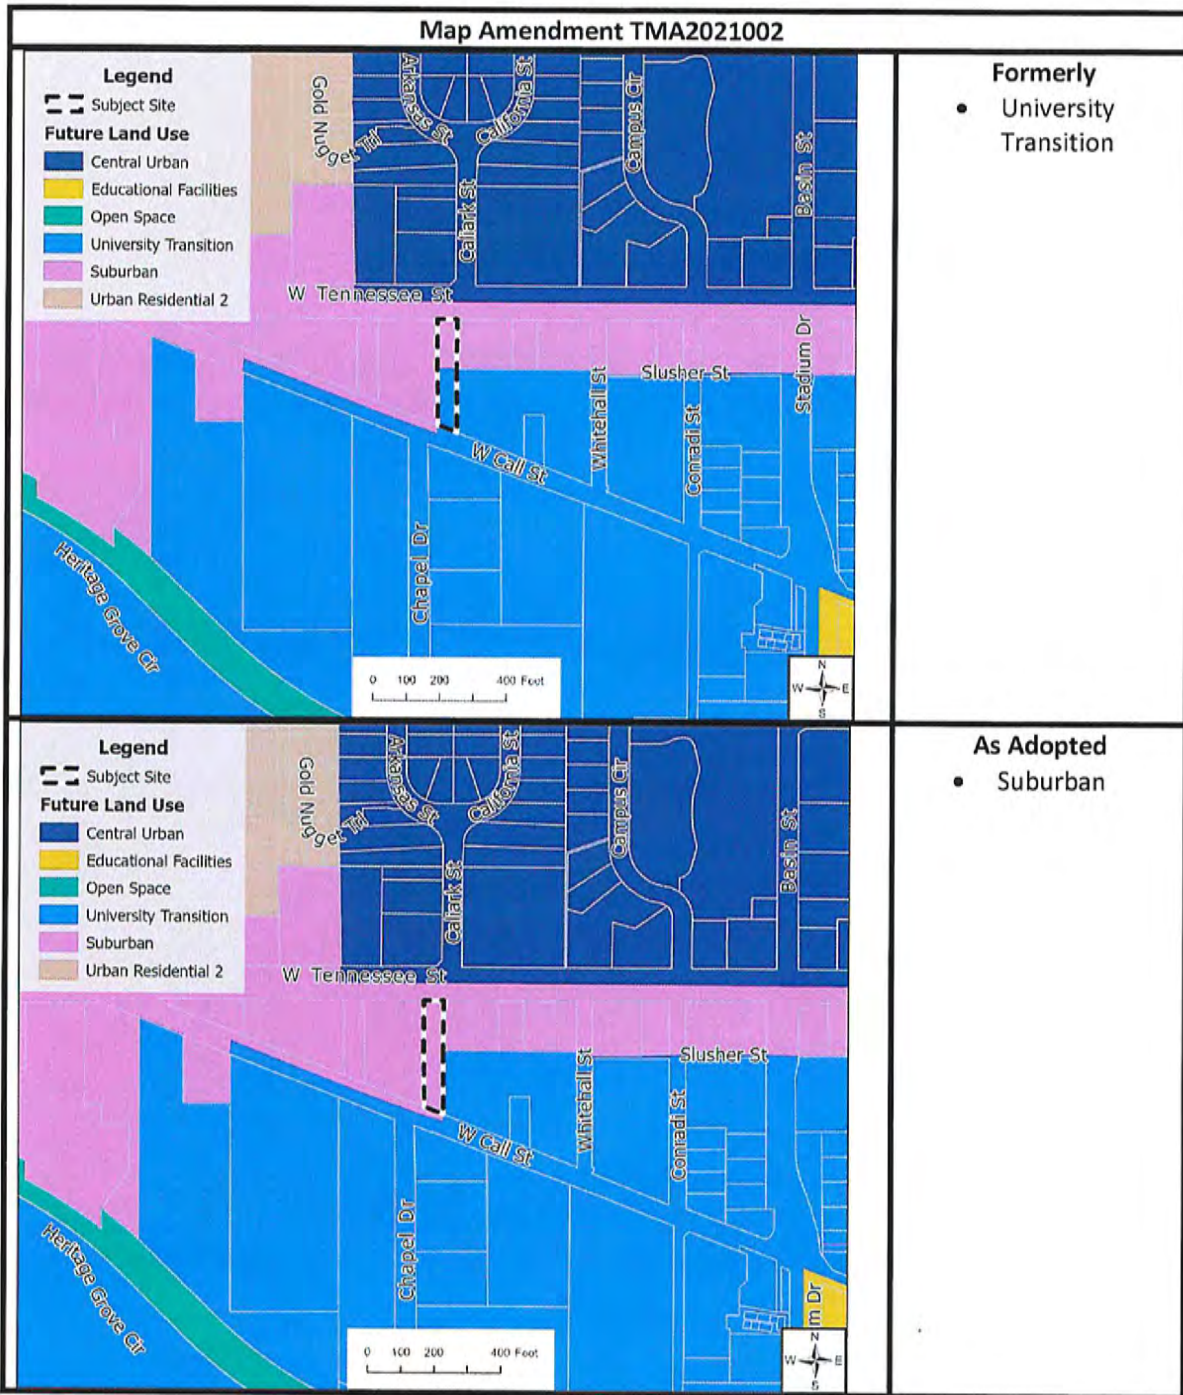 Map Amendment TMA2021002
Legend
Subject Site
Future Land Use
Central Urban
Educational Facilities
Open Space
University Transition
Suburban
Urban Residential 2
Gold Nugget Trl
Arkansas St
California St
Caliark St
Campus Cir
Basin St
W Tennessee St
Slusher St
Stadium Dr
Whitehall St
Conradi St
W Call St
Chapel Dr
Heritage Grove Cir
0 100 200 400 Feet
N
W E
S
Formerly
• University
Transition
Legend
Subject Site
Future Land Use
Central Urban
Educational Facilities
Open Space
University Transition
Suburban
Urban Residential 2
Gold Nugget Trl
Arkansas St
California St
Caliark St
Campus Cir
Basin St
W Tennessee St
Slusher St
Whitehall St
Conradi St
W Call St
Chapel Dr
Heritage Grove Cir
m Dr
0 100 200 400 Feet
N
W E
S
As Adopted
• Suburban